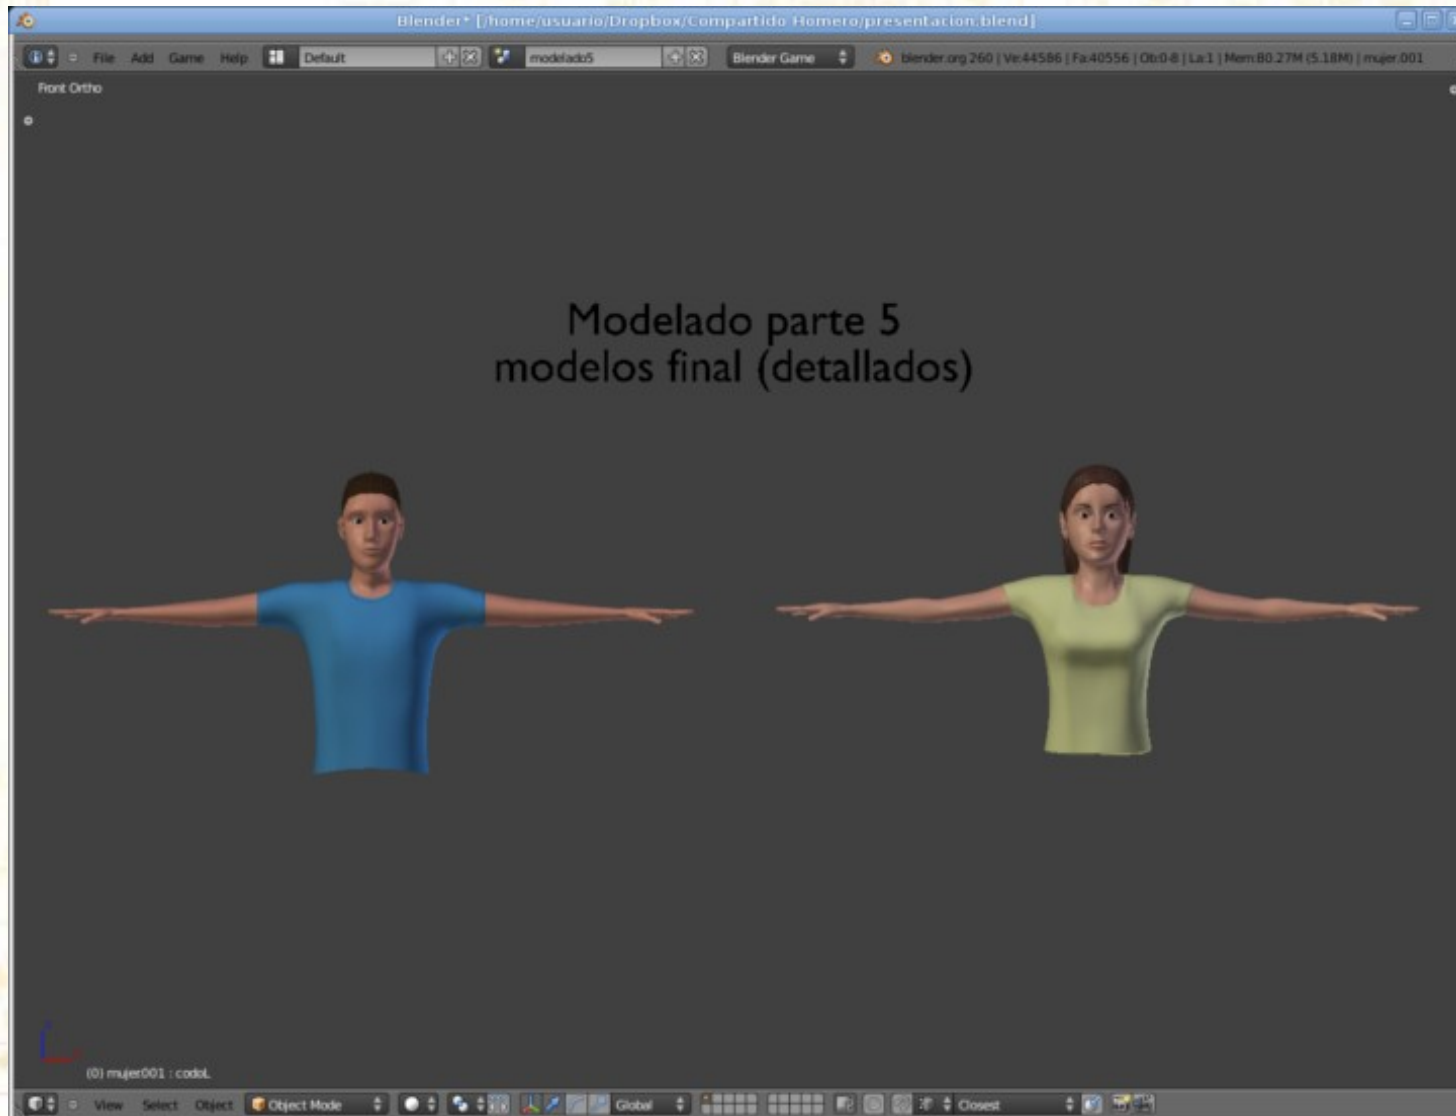 Blender* [/home/usuario/Dropbox/Compartido Homero/presentacion.blend]
File Add Game Help Default modelado5 Blender Game blender.org 260 | Ve:44586 | Fa:40556 | Ob:0-8 | La:1 | Mem:80.27M (5.18M) | mujer.001
Front Ortho
Modelado parte 5
modelos final (detallados)
(0) mujer001 : codoL
View Select Object Object Mode Global Closest